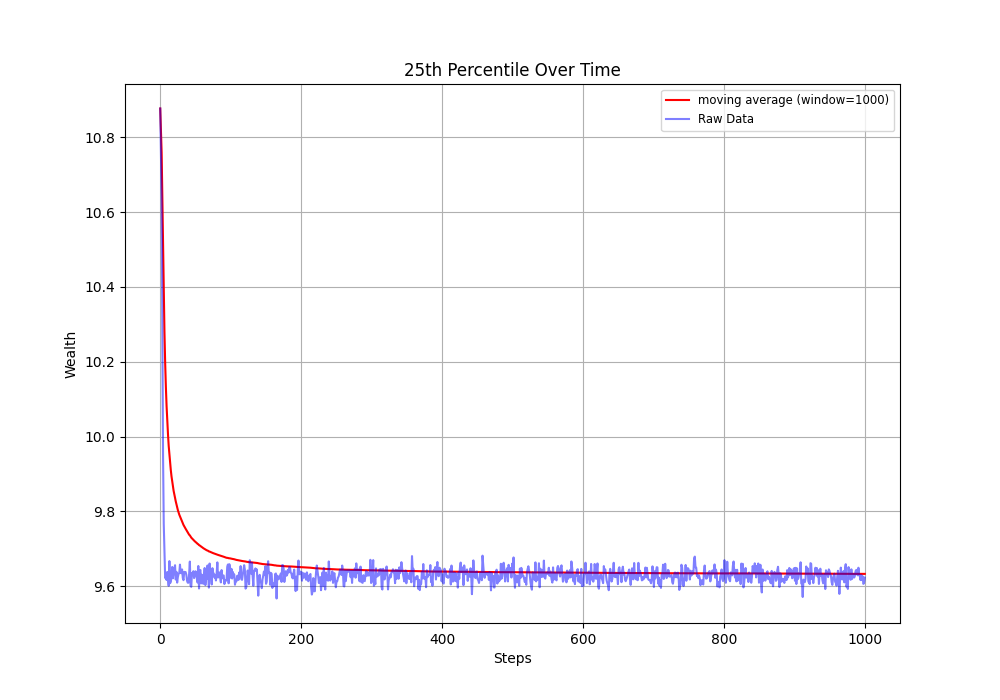 25th Percentile Over Time
moving average (window=1000)
Raw Data
Wealth
10.8
10.6
10.4
10.2
10.0
9.8
9.6
0 200 400 600 800 1000
Steps